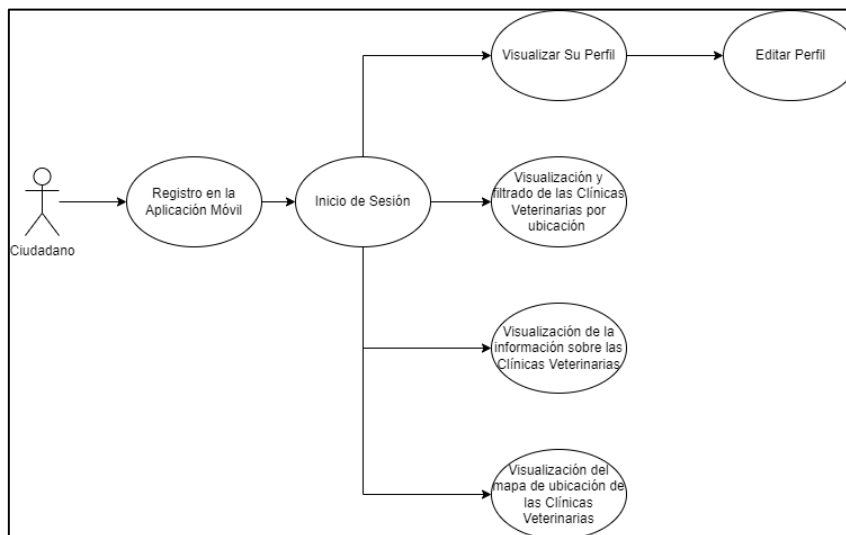 Visualizar Su Perfil
Editar Perfil
Registro en la
Aplicación Móvil
Inicio de Sesión
Visualización y
filtrado de las Clínicas
Veterinarias por
ubicación
Ciudadano
Visualización de la
información sobre las
Clínicas Veterinarias
Visualización del
mapa de ubicación de
las Clínicas
Veterinarias